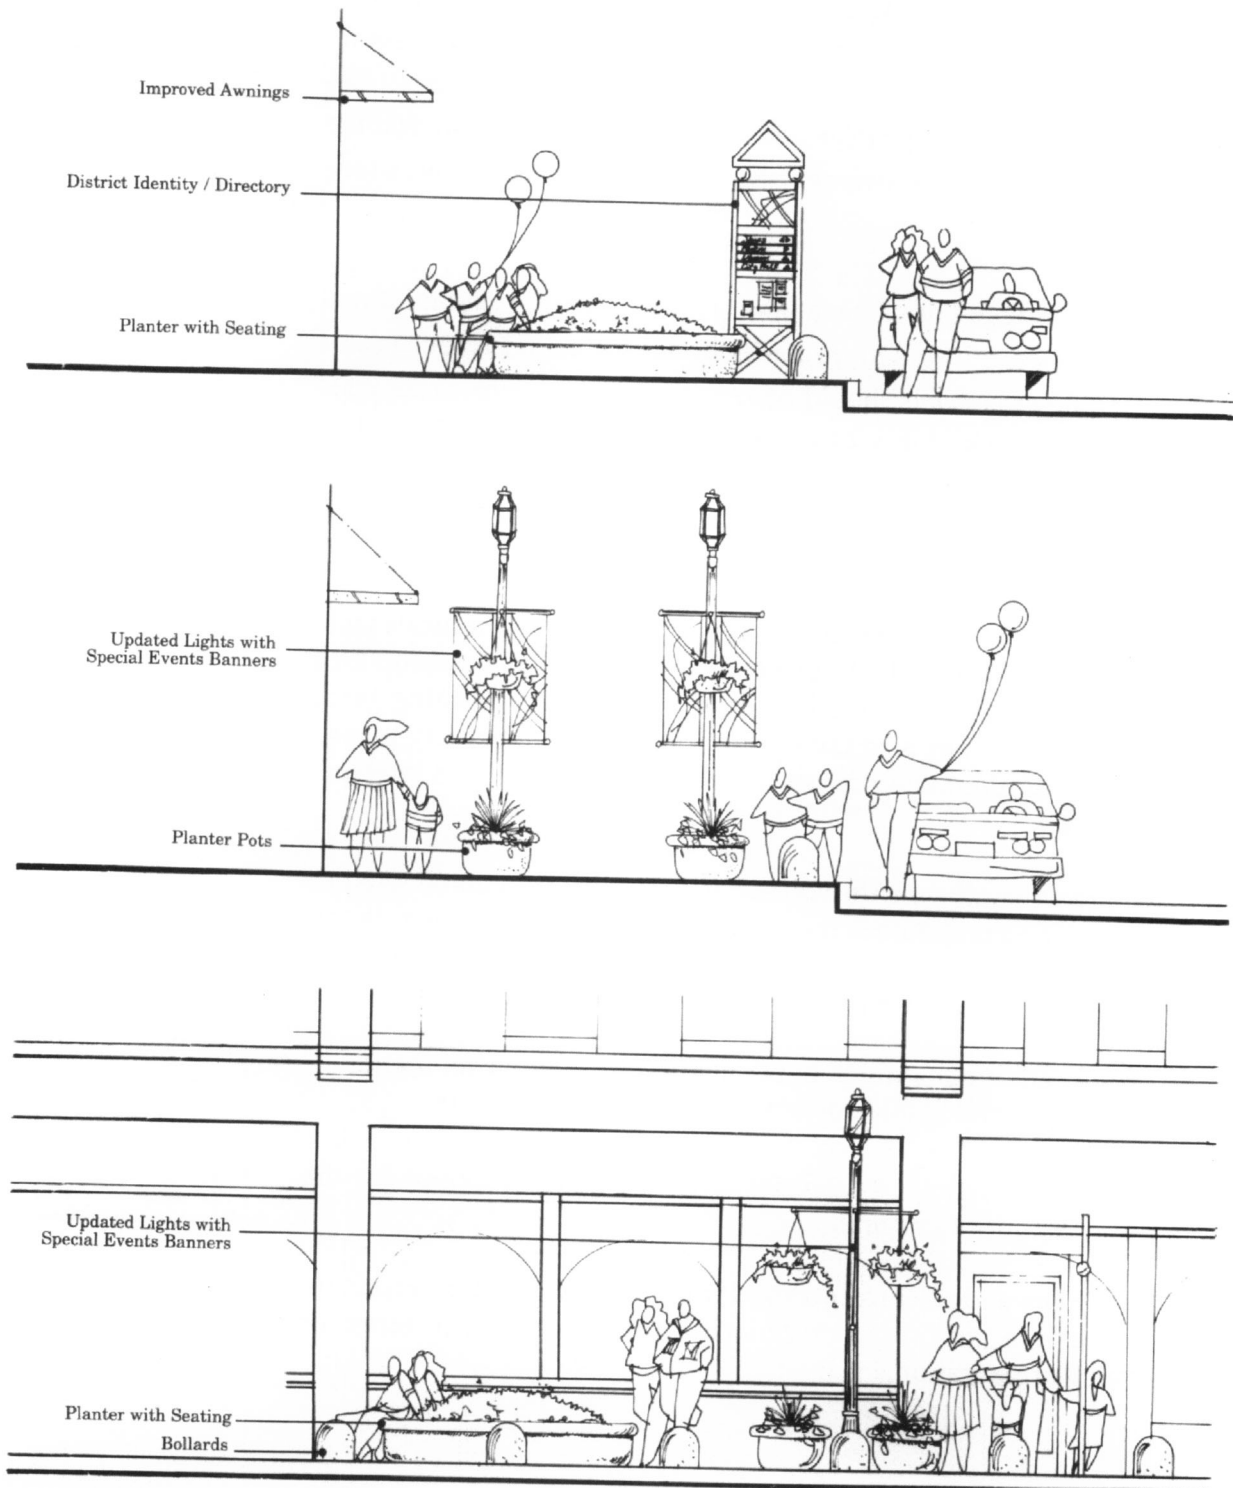 Improved Awnings
District Identity / Directory
Planter with Seating
Updated Lights with
Special Events Banners
Planter Pots
Updated Lights with
Special Events Banners
Planter with Seating
Bollards